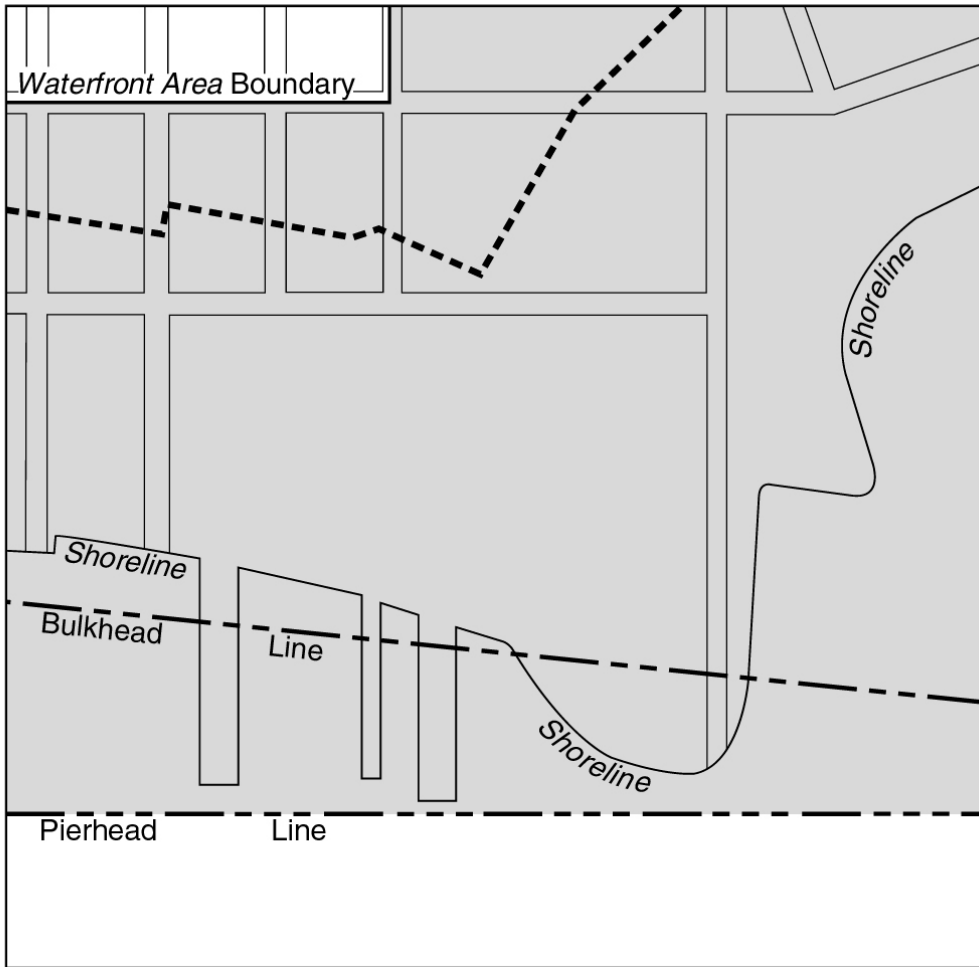 Waterfront Area Boundary
Shoreline
Shoreline
Bulkhead Line
Shoreline
Pierhead Line